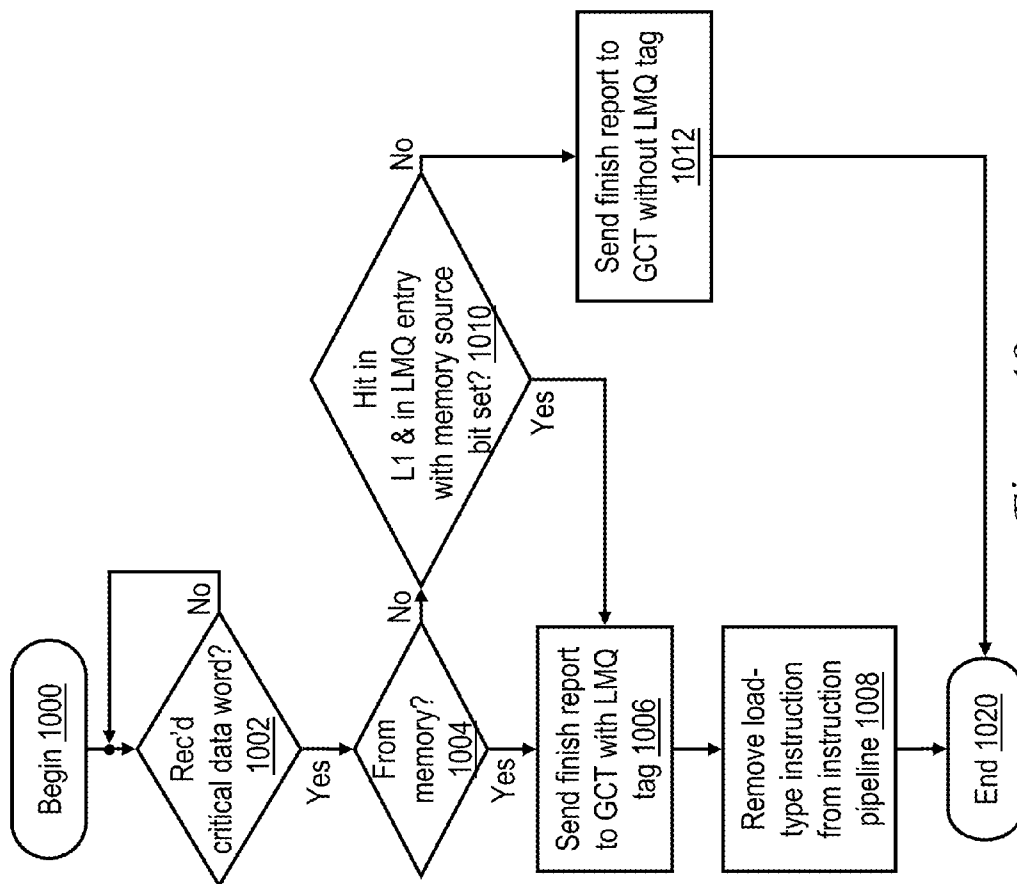 Begin 1000
Rec'd
critical data word?
1002
No
Yes
From
memory?
1004
No
Yes
Hit in
L1 & in LMQ entry
with memory source
bit set? 1010
No
Yes
Send finish report
to GCT with LMQ
tag 1006
Send finish report to
GCT without LMQ tag
1012
Remove load-
type instruction
from instruction
pipeline 1008
End 1020